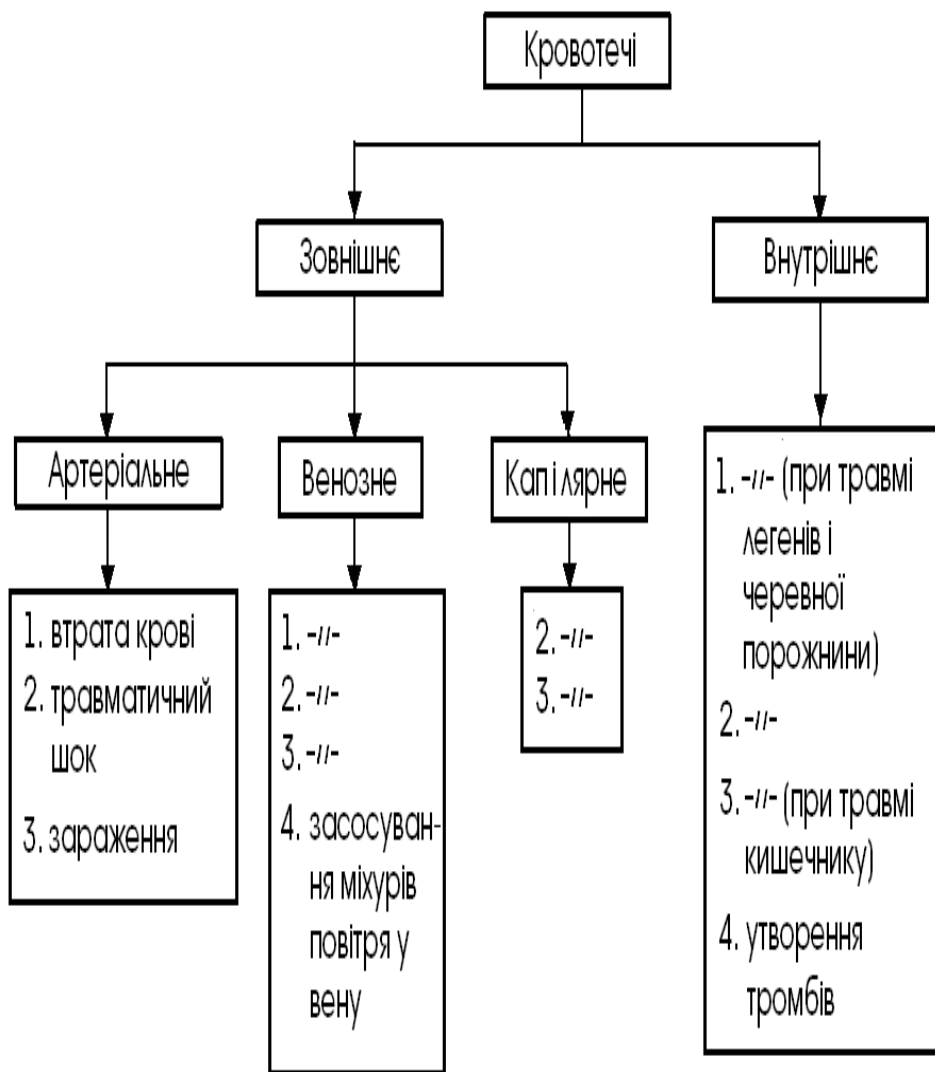 Кровотечі
Зовнішнє
Внутрішнє
Артеріальне
Венозне
Капілярне
1. втрата крові
2. травматичний
шок
3. зараження
1. -//-
2. -//-
3. -//-
4. засосуван-
ня міхурів
повітря у
вену
2. -//-
3. -//-
1. -//- (при травмі
легенів і
черевної
порожнини)
2. -//-
3. -//- (при травмі
кишечнику)
4. утворення
тромбів